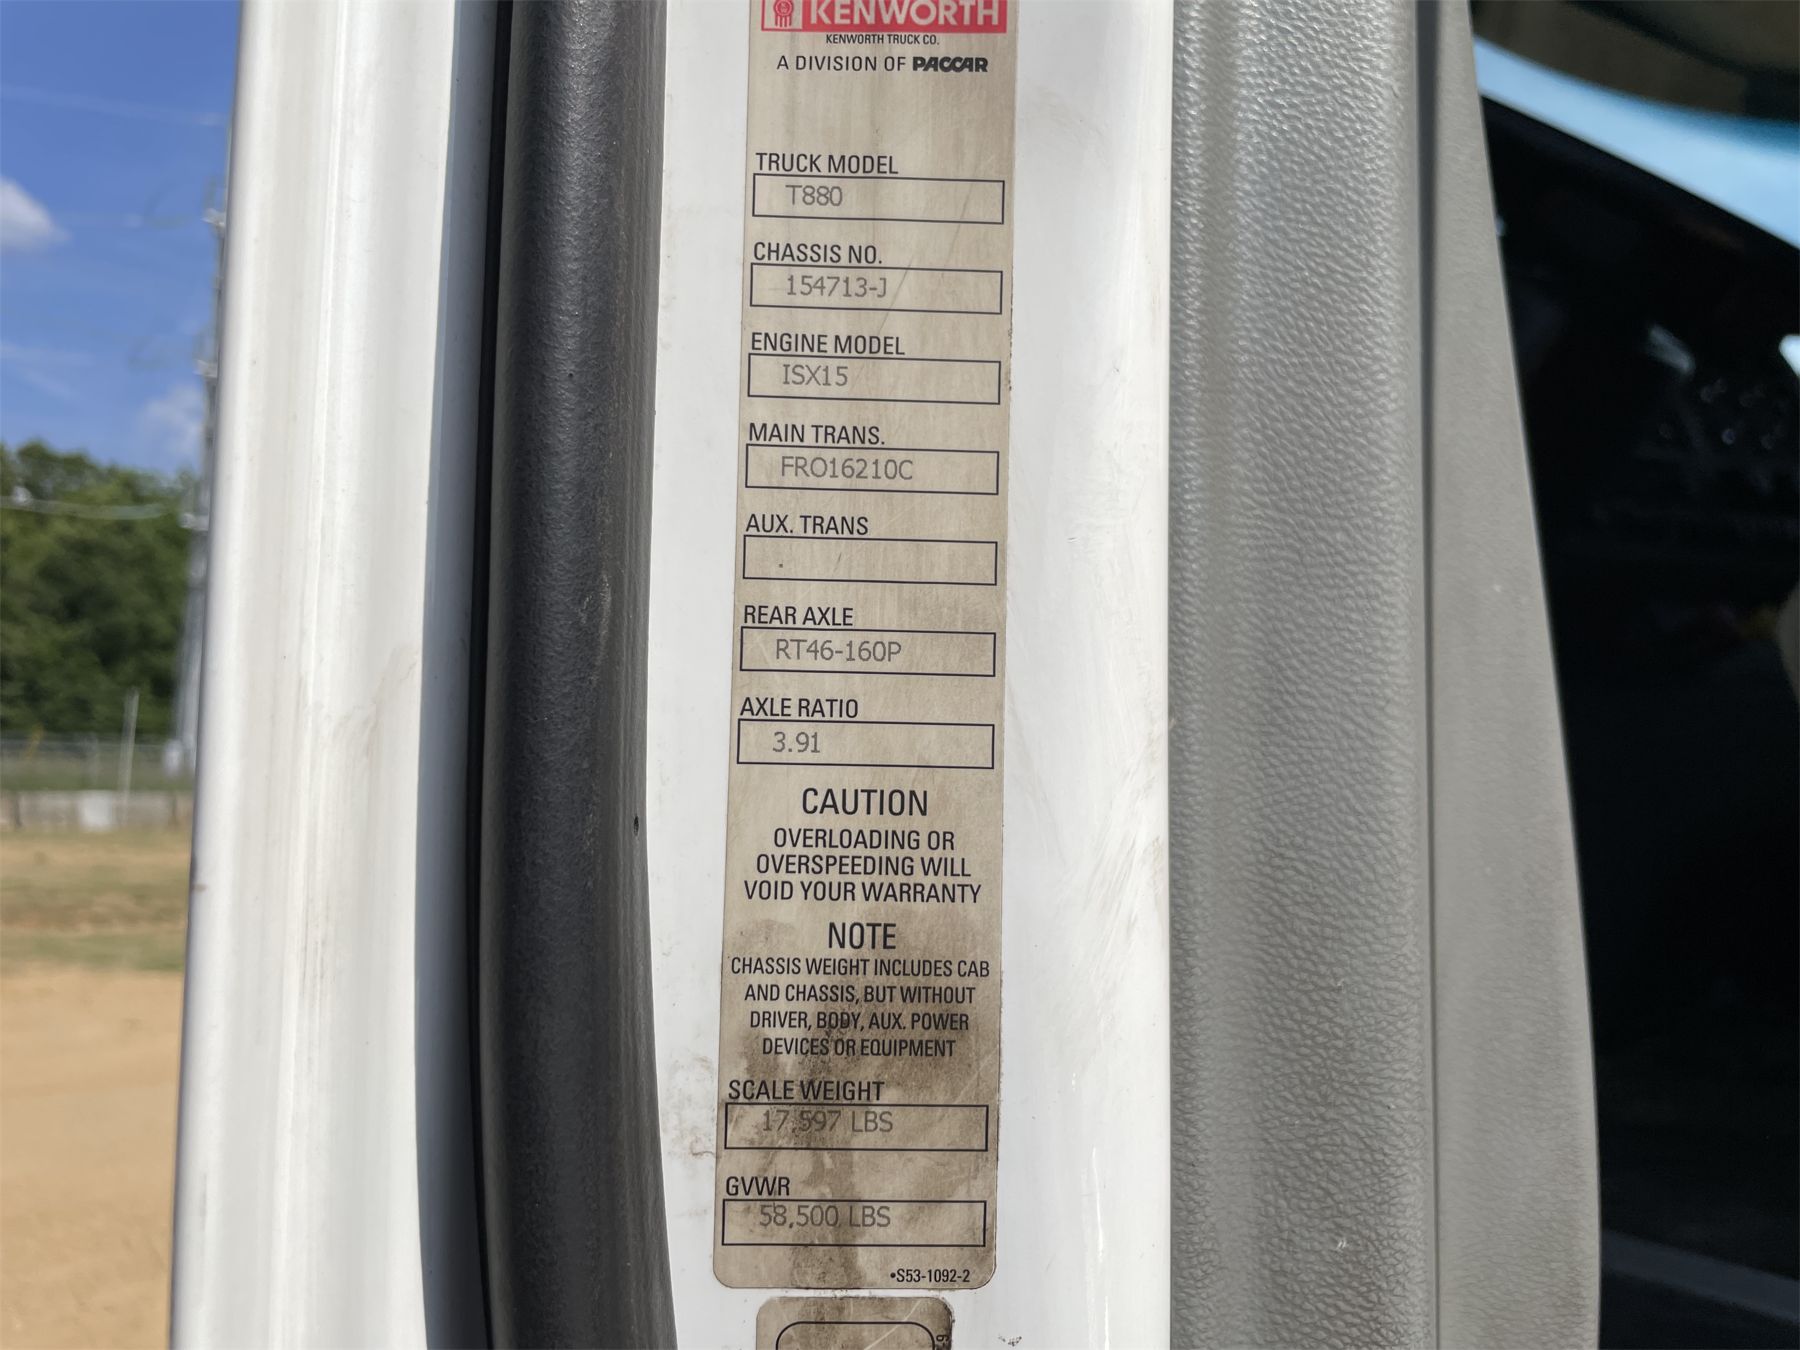 KENWORTH
KENWORTH TRUCK CO.
A DIVISION OF PACCAR
TRUCK MODEL
T880
CHASSIS NO.
154713-J
ENGINE MODEL
ISX15
MAIN TRANS.
FRO16210C
AUX. TRANS
REAR AXLE
RT46-160P
AXLE RATIO
3.91
CAUTION
OVERLOADING OR
OVERSPEEDING WILL
VOID YOUR WARRANTY
NOTE
CHASSIS WEIGHT INCLUDES CAB
AND CHASSIS, BUT WITHOUT
DRIVER, BODY, AUX. POWER
DEVICES OR EQUIPMENT
SCALE WEIGHT
17,597 LBS
GVWR
58,500 LBS
•S53-1092-2